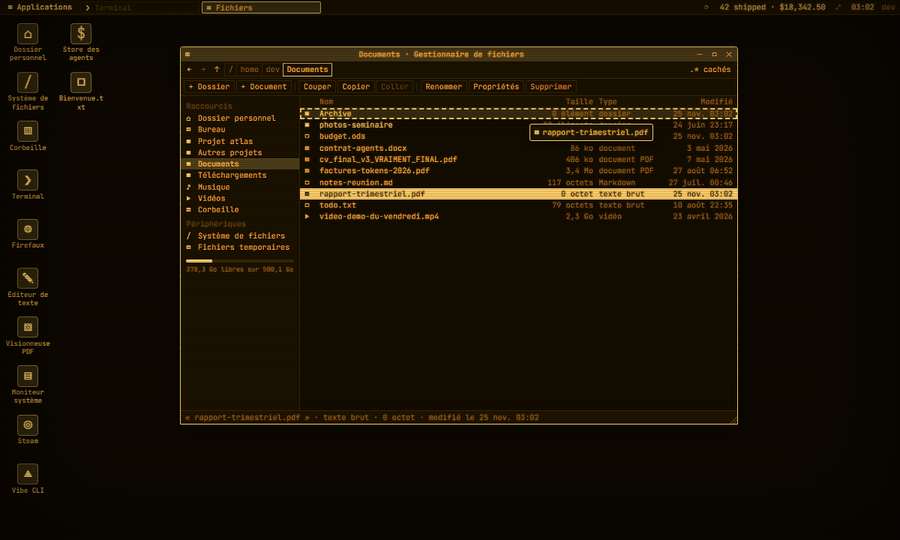 Applications
Terminal
Fichiers
42 shipped · $18,342.50
03:02 dev
Dossier personnel
Store des agents
Système de fichiers
Bienvenue.txt
Corbeille
Terminal
Firefaux
Éditeur de texte
Visionneuse PDF
Moniteur système
Steam
Vibe CLI
Documents · Gestionnaire de fichiers
/ home dev Documents
.* cachés
+ Dossier + Document Couper Copier Coller Renommer Propriétés Supprimer
Raccourcis
Dossier personnel
Bureau
Projet atlas
Autres projets
Documents
Téléchargements
Musique
Vidéos
Corbeille
Périphériques
Système de fichiers
Fichiers temporaires
378,3 Go libres sur 500,1 Go
Nom Taille Type Modifié
Archive 0 élément dossier 25 nov. 03:02
photos-seminaire 24 juin 23:17
rapport-trimestriel.pdf
budget.ods 25 nov. 03:02
contrat-agents.docx 86 ko document 3 mai 2026
cv_final_v3_VRAIMENT_FINAL.pdf 406 ko document PDF 7 mai 2026
factures-tokens-2026.pdf 3,4 Mo document PDF 27 août 06:52
notes-reunion.md 117 octets Markdown 27 juil. 00:46
rapport-trimestriel.pdf 0 octet texte brut 25 nov. 03:02
todo.txt 79 octets texte brut 10 août 22:35
video-demo-du-vendredi.mp4 2,3 Go vidéo 23 avril 2026
« rapport-trimestriel.pdf » · texte brut · 0 octet · modifié le 25 nov. 03:02